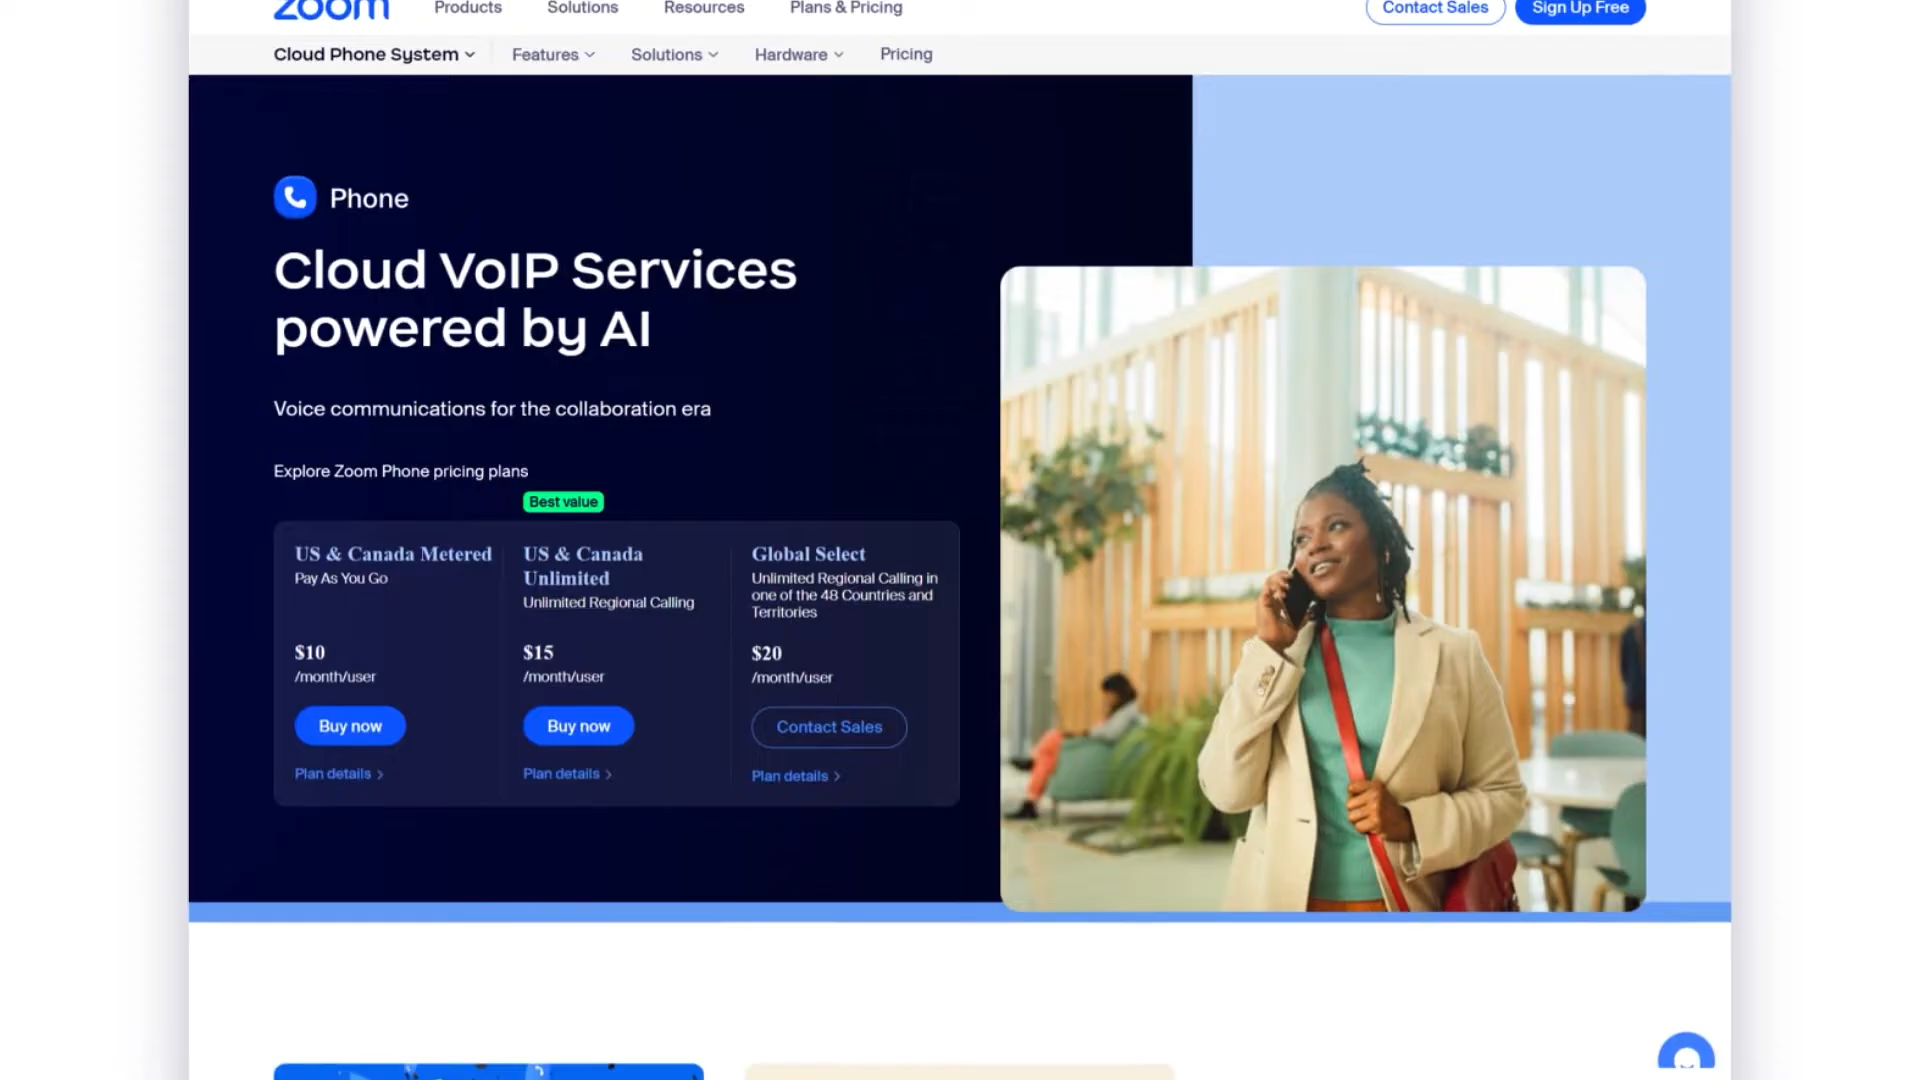 zoom
Products Solutions Resources Plans & Pricing Contact Sales Sign Up Free
Cloud Phone System Features Solutions Hardware Pricing
Phone
Cloud VoIP Services
powered by AI
Voice communications for the collaboration era
Explore Zoom Phone pricing plans
Best value
US & Canada Metered
Pay As You Go
$10
/month/user
Buy now
Plan details
US & Canada
Unlimited
Unlimited Regional Calling
$15
/month/user
Buy now
Plan details
Global Select
Unlimited Regional Calling in
one of the 48 Countries and
Territories
$20
/month/user
Contact Sales
Plan details